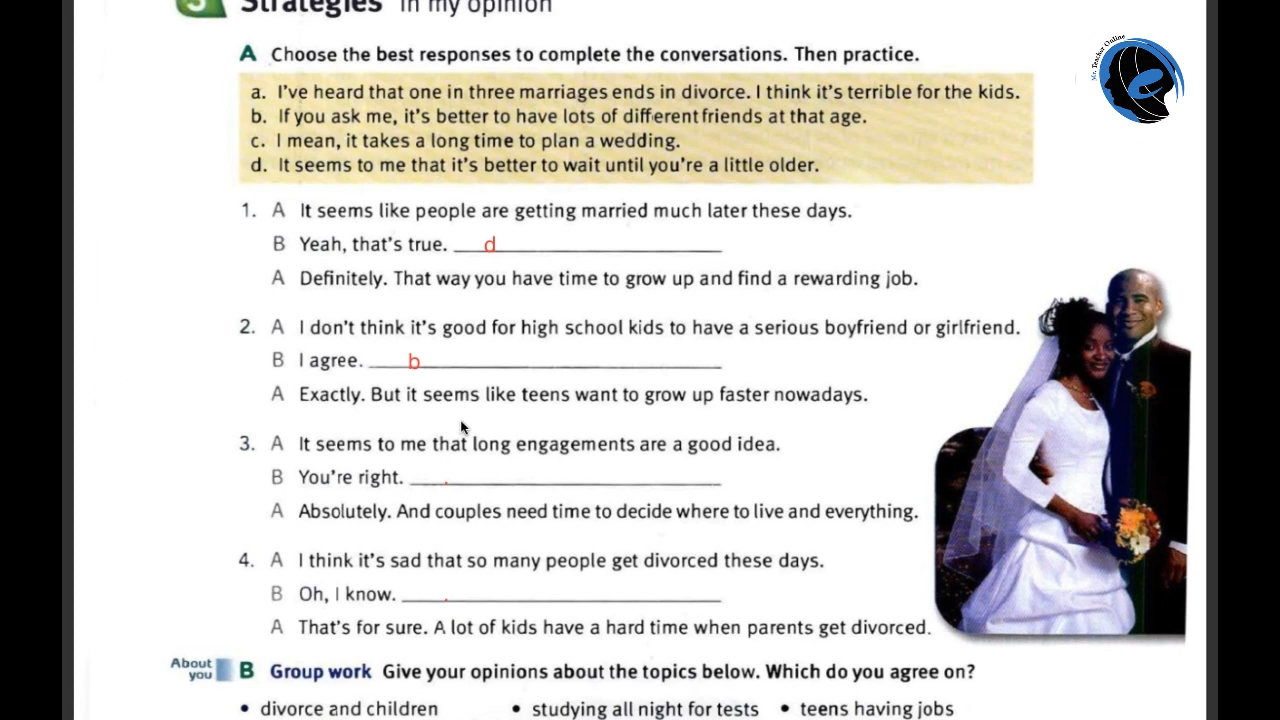 Strategies In my opinion
Mr. Teacher Online
A Choose the best responses to complete the conversations. Then practice.
a. I've heard that one in three marriages ends in divorce. I think it's terrible for the kids.
b. If you ask me, it's better to have lots of different friends at that age.
c. I mean, it takes a long time to plan a wedding.
d. It seems to me that it's better to wait until you're a little older.
1. A It seems like people are getting married much later these days.
B Yeah, that's true. d
A Definitely. That way you have time to grow up and find a rewarding job.
2. A I don't think it's good for high school kids to have a serious boyfriend or girlfriend.
B I agree. b
A Exactly. But it seems like teens want to grow up faster nowadays.
3. A It seems to me that long engagements are a good idea.
B You're right.
A Absolutely. And couples need time to decide where to live and everything.
4. A I think it's sad that so many people get divorced these days.
B Oh, I know.
A That's for sure. A lot of kids have a hard time when parents get divorced.
About you B Group work Give your opinions about the topics below. Which do you agree on?
• divorce and children • studying all night for tests • teens having jobs